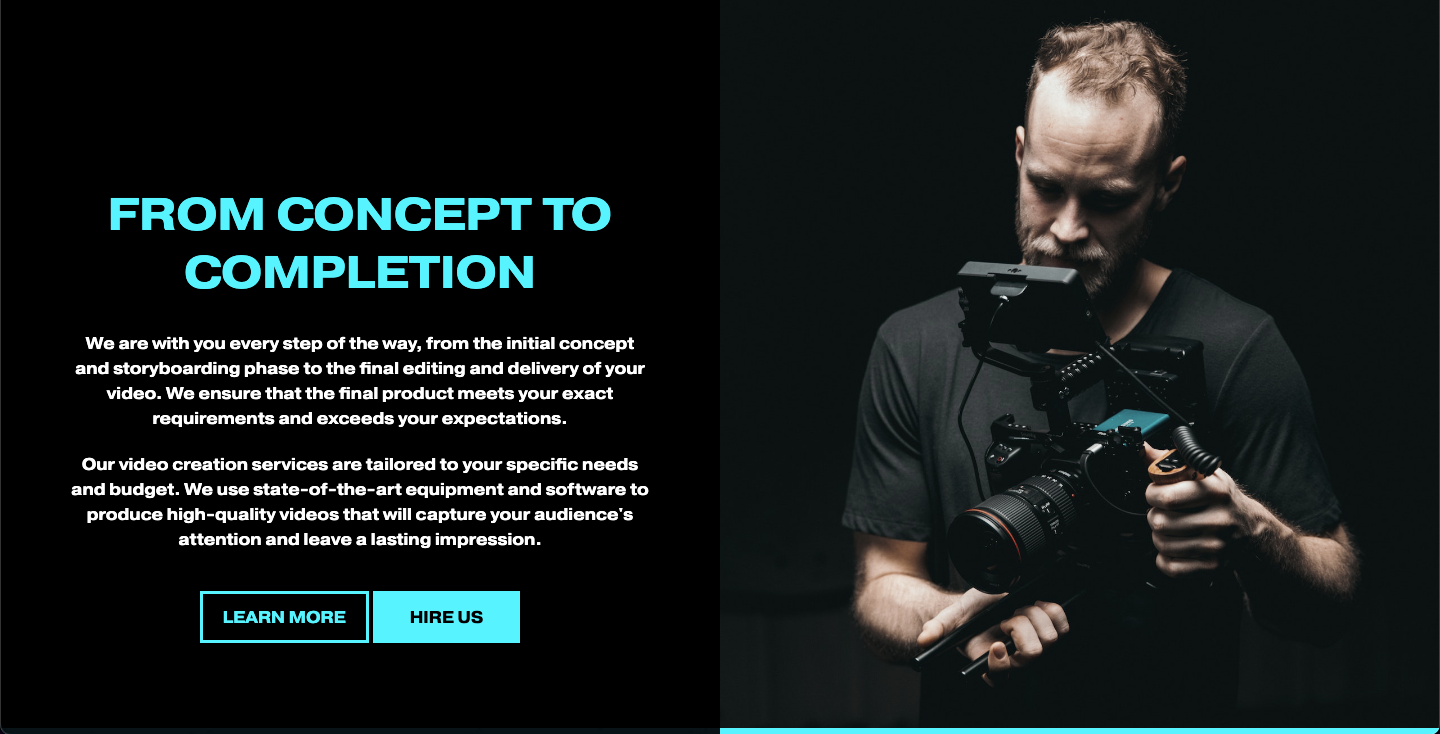 FROM CONCEPT TO
COMPLETION
We are with you every step of the way, from the initial concept
and storyboarding phase to the final editing and delivery of your
video. We ensure that the final product meets your exact
requirements and exceeds your expectations.
Our video creation services are tailored to your specific needs
and budget. We use state-of-the-art equipment and software to
produce high-quality videos that will capture your audience's
attention and leave a lasting impression.
LEARN MORE
HIRE US